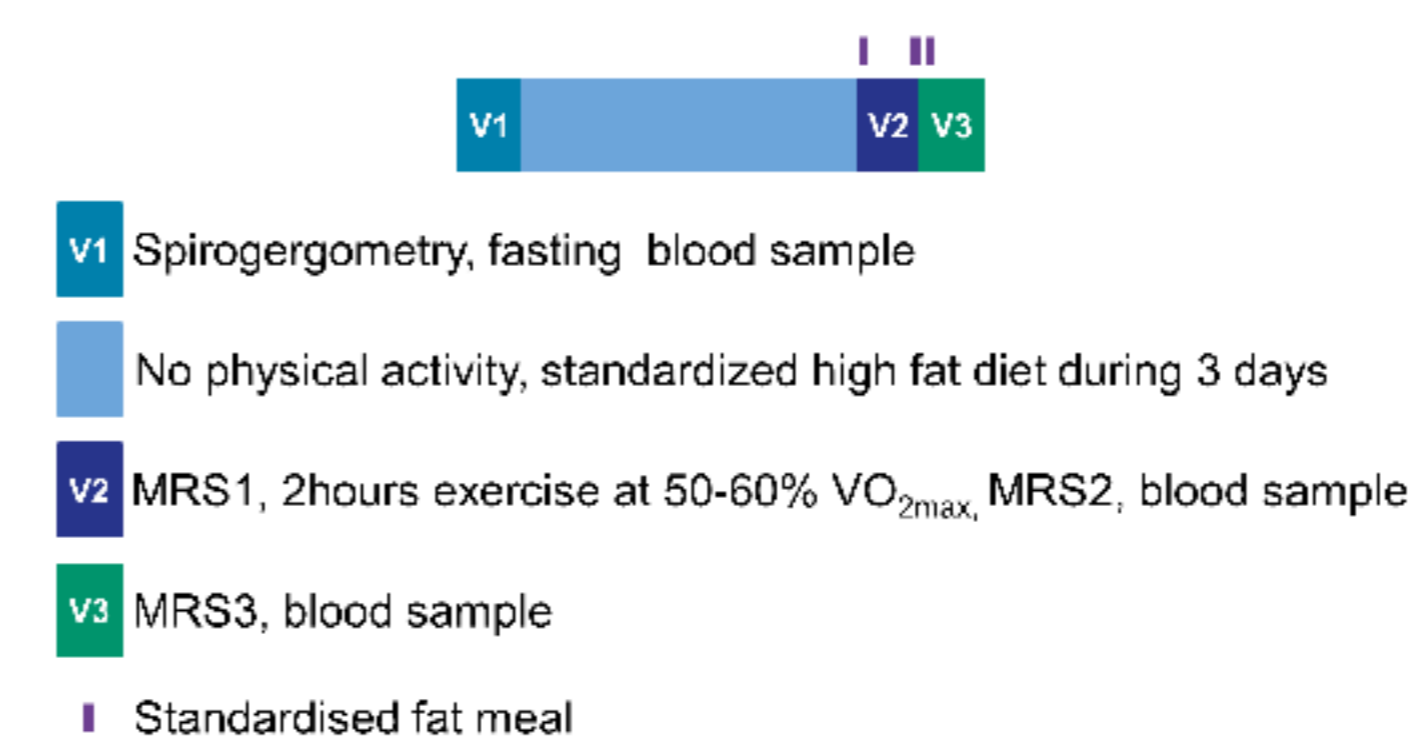 V1 V2 V3
V1 Spirogergometry, fasting blood sample
No physical activity, standardized high fat diet during 3 days
V2 MRS1, 2hours exercise at 50-60% VO2max, MRS2, blood sample
V3 MRS3, blood sample
Standardised fat meal